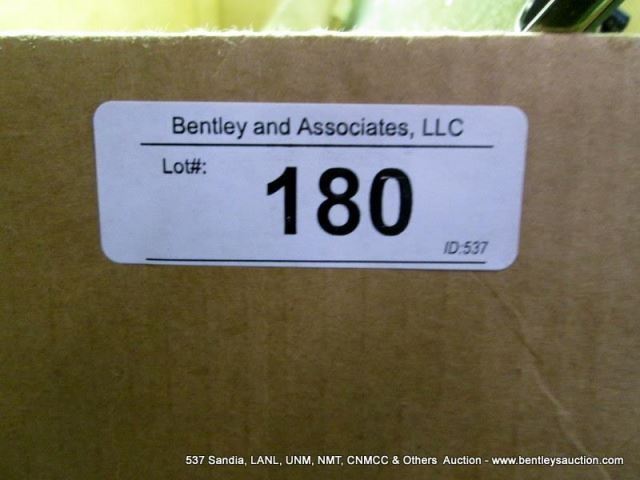 Bentley and Associates, LLC
Lot#:
180
ID:537
537 Sandia, LANL, UNM, NMT, CNMCC & Others Auction - www.bentleysauction.com